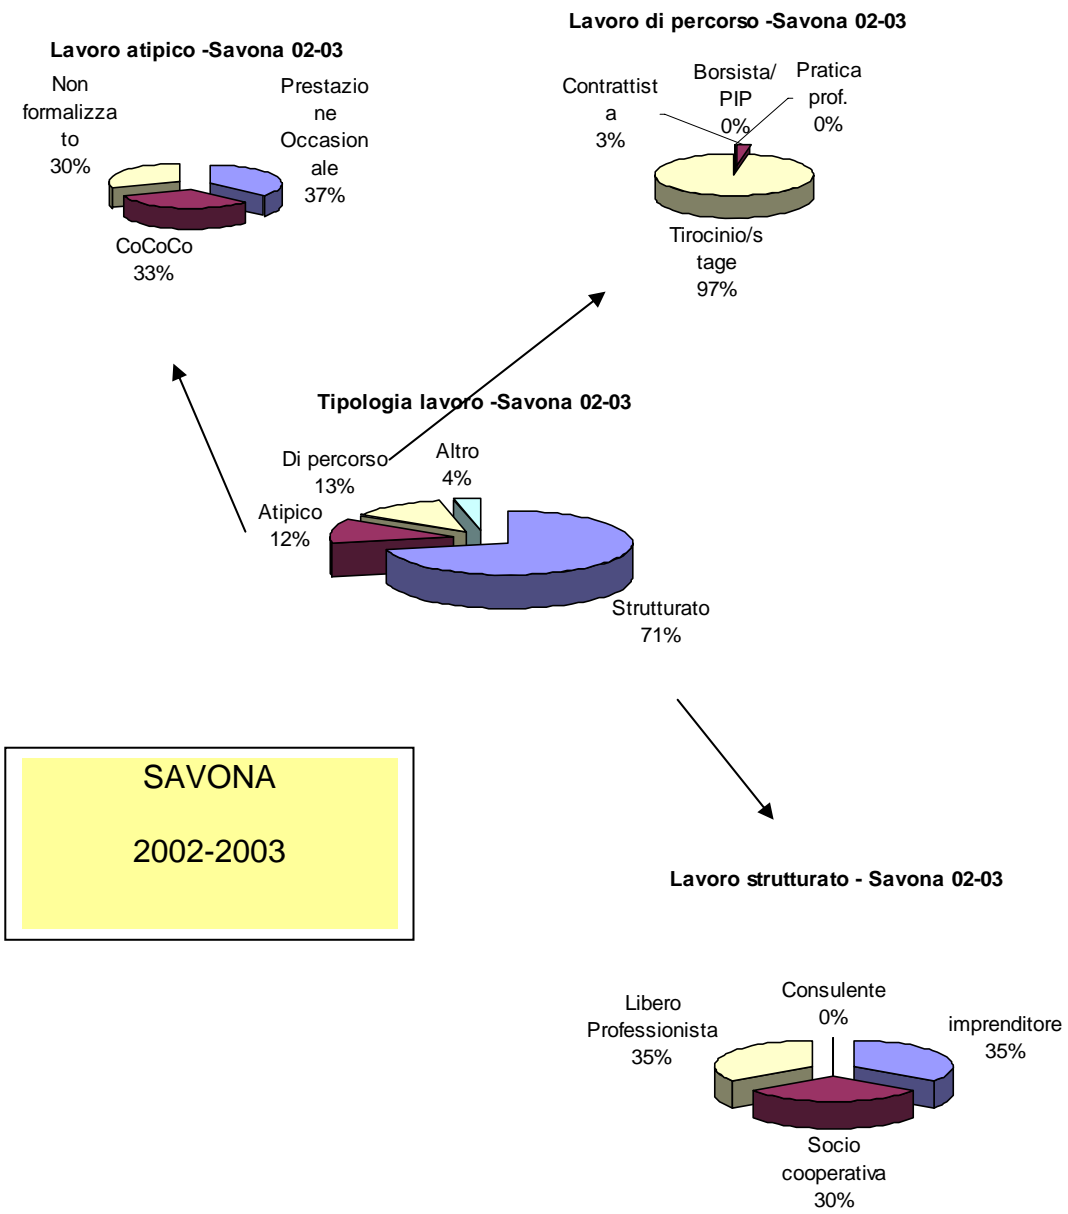 Lavoro di percorso -Savona 02-03
Lavoro atipico -Savona 02-03
Non
formalizza
to
30%
Prestazio
ne
Occasion
ale
37%
CoCoCo
33%
Contrattist
a
3%
Borsista/
PIP
0%
Pratica
prof.
0%
Tirocinio/s
tage
97%
Tipologia lavoro -Savona 02-03
Di percorso
13%
Altro
4%
Atipico
12%
Strutturato
71%
SAVONA
2002-2003
Lavoro strutturato - Savona 02-03
Libero
Professionista
35%
Consulente
0%
imprenditore
35%
Socio
cooperativa
30%